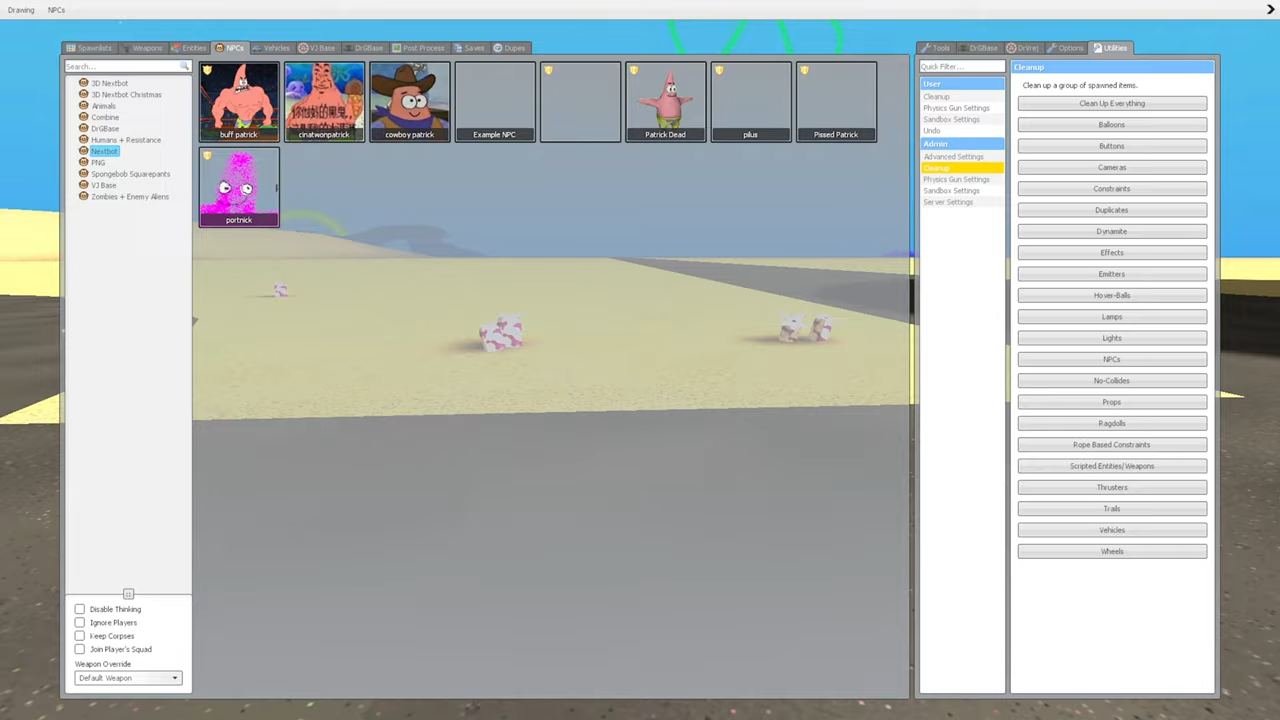 Drawing NPCs
Spawnlists Weapons Entities NPCs Vehicles VJ Base DrGBase Post Process Saves Dupes
Search...
3D Nextbot
3D Nextbot Christmas
Animals
Combine
DrGBase
Humans + Resistance
Nextbot
PNG
Spongebob Squarepants
VJ Base
Zombies + Enemy Aliens
buff patrick
cinatwonpatrick
cowboy patrick
Example NPC
Patrick Dead
pilus
Pissed Patrick
portnick
Disable Thinking
Ignore Players
Keep Corpses
Join Player's Squad
Weapon Override
Default Weapon
Tools DrGBase DrVrej Options Utilities
Quick Filter...
User
Cleanup
Physics Gun Settings
Sandbox Settings
Undo
Admin
Advanced Settings
Cleanup
Physics Gun Settings
Sandbox Settings
Server Settings
Cleanup
Clean up a group of spawned items.
Clean Up Everything
Balloons
Buttons
Cameras
Constraints
Duplicates
Dynamite
Effects
Emitters
Hover-Balls
Lamps
Lights
NPCs
No-Collides
Props
Ragdolls
Rope Based Constraints
Scripted Entities/Weapons
Thrusters
Trails
Vehicles
Wheels